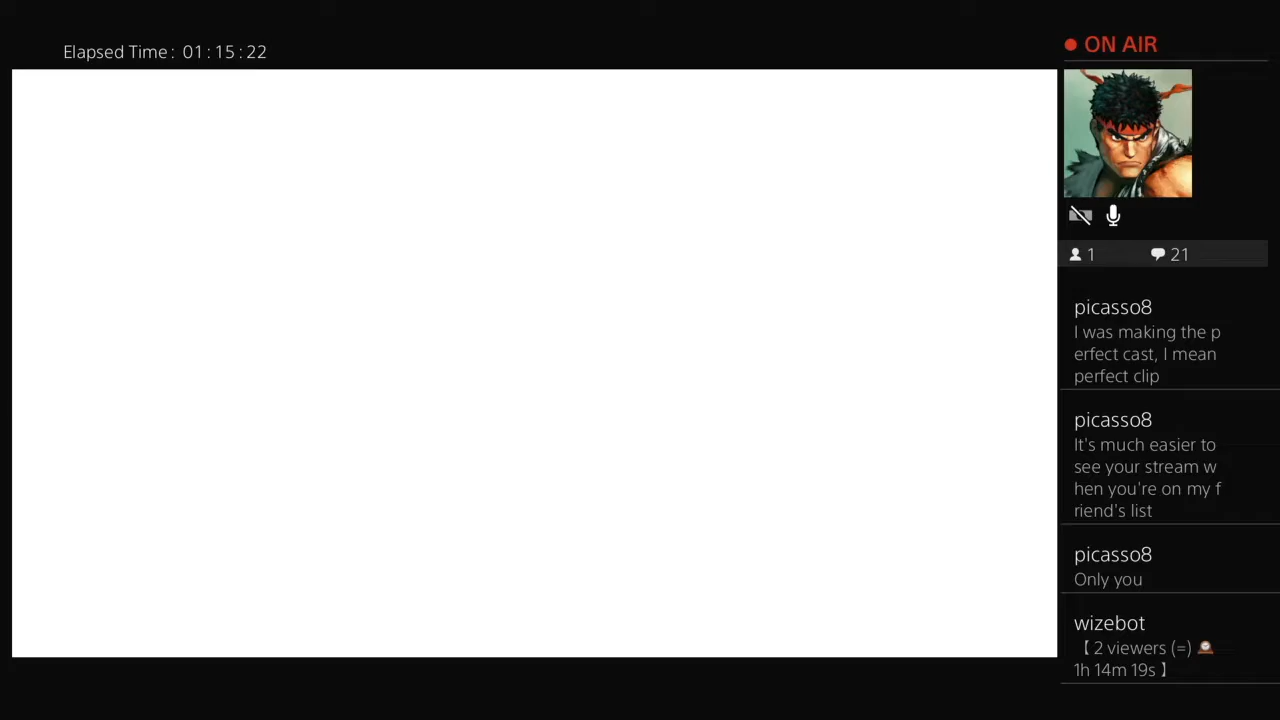 Elapsed Time: 01:15:22
ON AIR
1 21
picasso8
I was making the p
erfect cast, I mean
perfect clip
picasso8
It's much easier to
see your stream w
hen you're on my f
riend's list
picasso8
Only you
wizebot
【 2 viewers (=) 🕰
1h 14m 19s 】